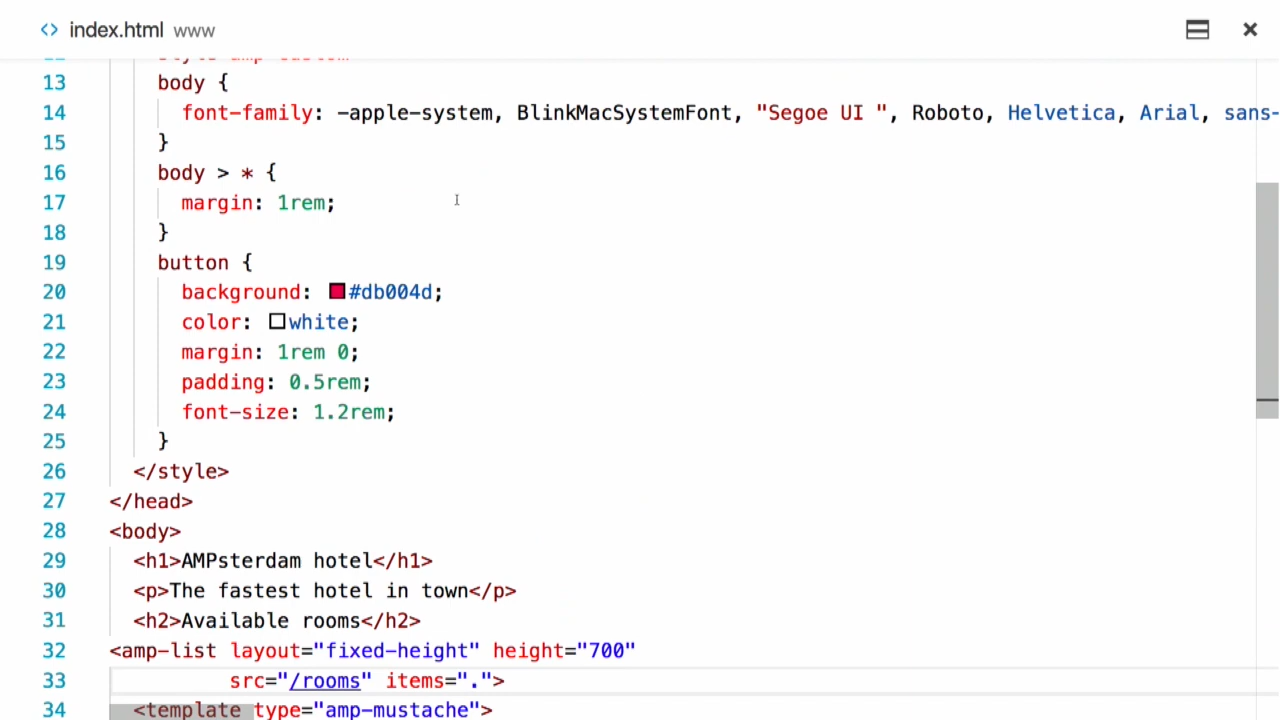 <> index.html www
13 body {
14 font-family: -apple-system, BlinkMacSystemFont, "Segoe UI ", Roboto, Helvetica, Arial, sans-
15 }
16 body > * {
17 margin: 1rem;
18 }
19 button {
20 background: #db004d;
21 color: white;
22 margin: 1rem 0;
23 padding: 0.5rem;
24 font-size: 1.2rem;
25 }
26 </style>
27 </head>
28 <body>
29 <h1>AMPsterdam hotel</h1>
30 <p>The fastest hotel in town</p>
31 <h2>Available rooms</h2>
32 <amp-list layout="fixed-height" height="700"
33 src="/rooms" items=".">
34 <template type="amp-mustache">